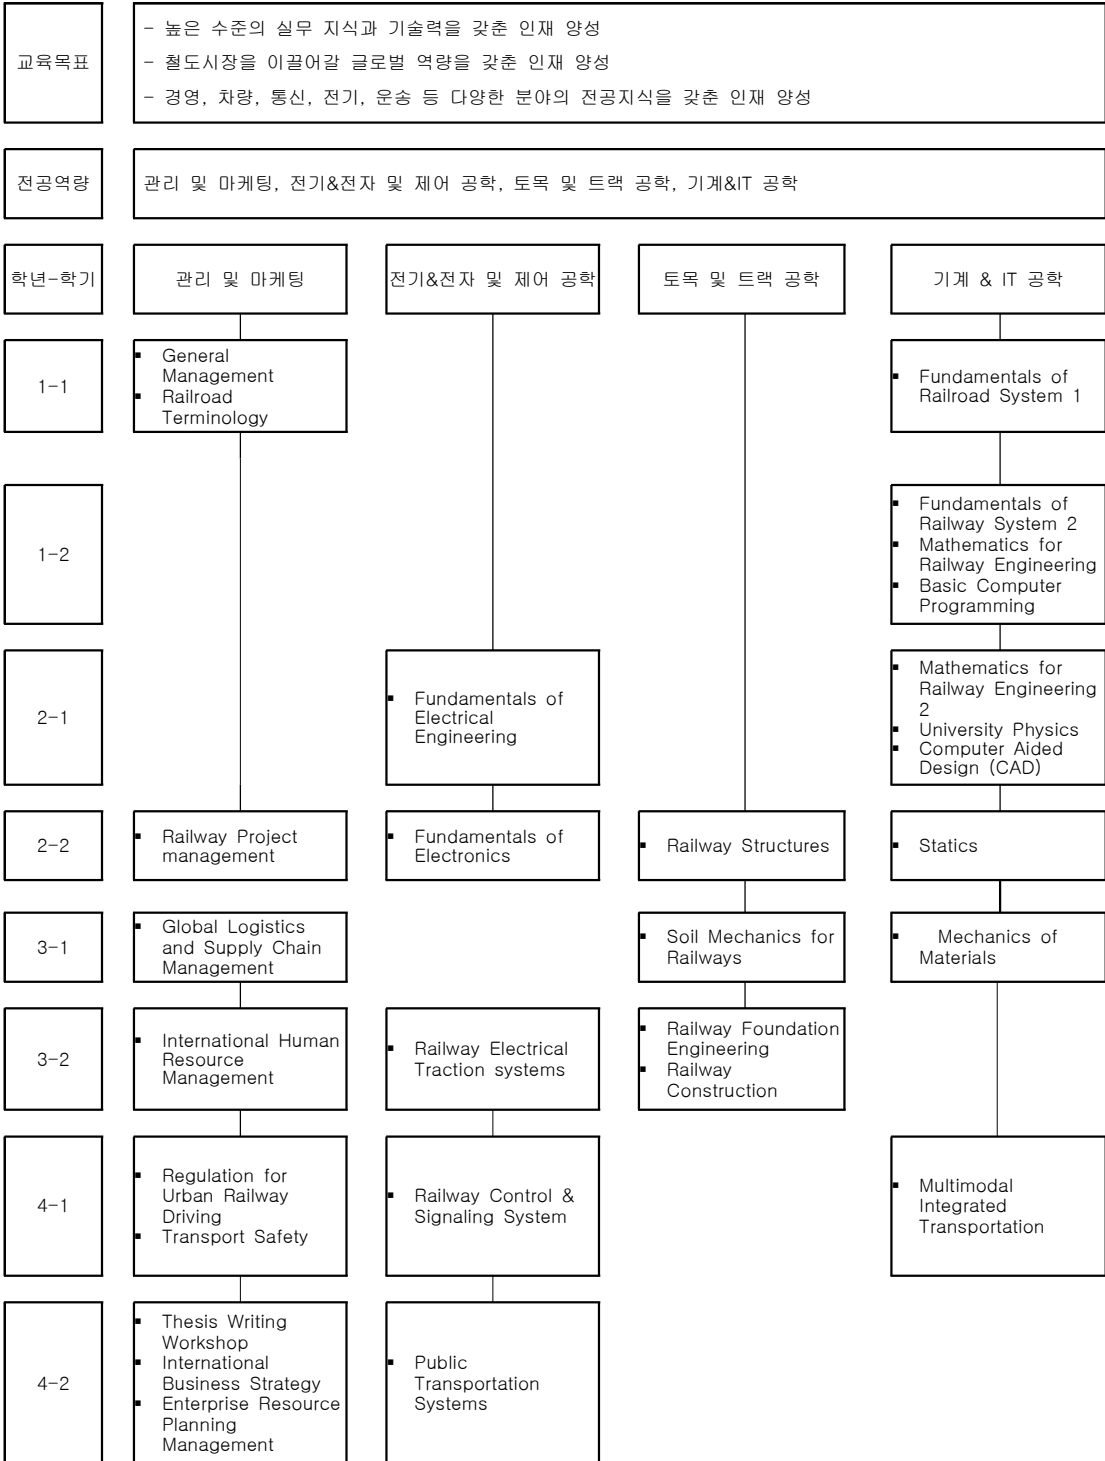 교육목표
- 높은 수준의 실무 지식과 기술력을 갖춘 인재 양성
- 철도시장을 이끌어갈 글로벌 역량을 갖춘 인재 양성
- 경영, 차량, 통신, 전기, 운송 등 다양한 분야의 전공지식을 갖춘 인재 양성
전공역량
관리 및 마케팅, 전기&전자 및 제어 공학, 토목 및 트랙 공학, 기계&IT 공학
학년-학기
관리 및 마케팅
전기&전자 및 제어 공학
토목 및 트랙 공학
기계 & IT 공학
1-1
▪ General
Management
▪ Railroad
Terminology
▪ Fundamentals of
Railroad System 1
1-2
▪ Fundamentals of
Railway System 2
▪ Mathematics for
Railway Engineering
▪ Basic Computer
Programming
2-1
▪ Fundamentals of
Electrical
Engineering
▪ Mathematics for
Railway Engineering
2
▪ University Physics
▪ Computer Aided
Design (CAD)
2-2
▪ Railway Project
management
▪ Fundamentals of
Electronics
▪ Railway Structures
▪ Statics
3-1
▪ Global Logistics
and Supply Chain
Management
▪ Soil Mechanics for
Railways
▪ Mechanics of
Materials
3-2
▪ International Human
Resource
Management
▪ Railway Electrical
Traction systems
▪ Railway Foundation
Engineering
▪ Railway
Construction
4-1
▪ Regulation for
Urban Railway
Driving
▪ Transport Safety
▪ Railway Control &
Signaling System
▪ Multimodal
Integrated
Transportation
4-2
▪ Thesis Writing
Workshop
▪ International
Business Strategy
▪ Enterprise Resource
Planning
Management
▪ Public
Transportation
Systems